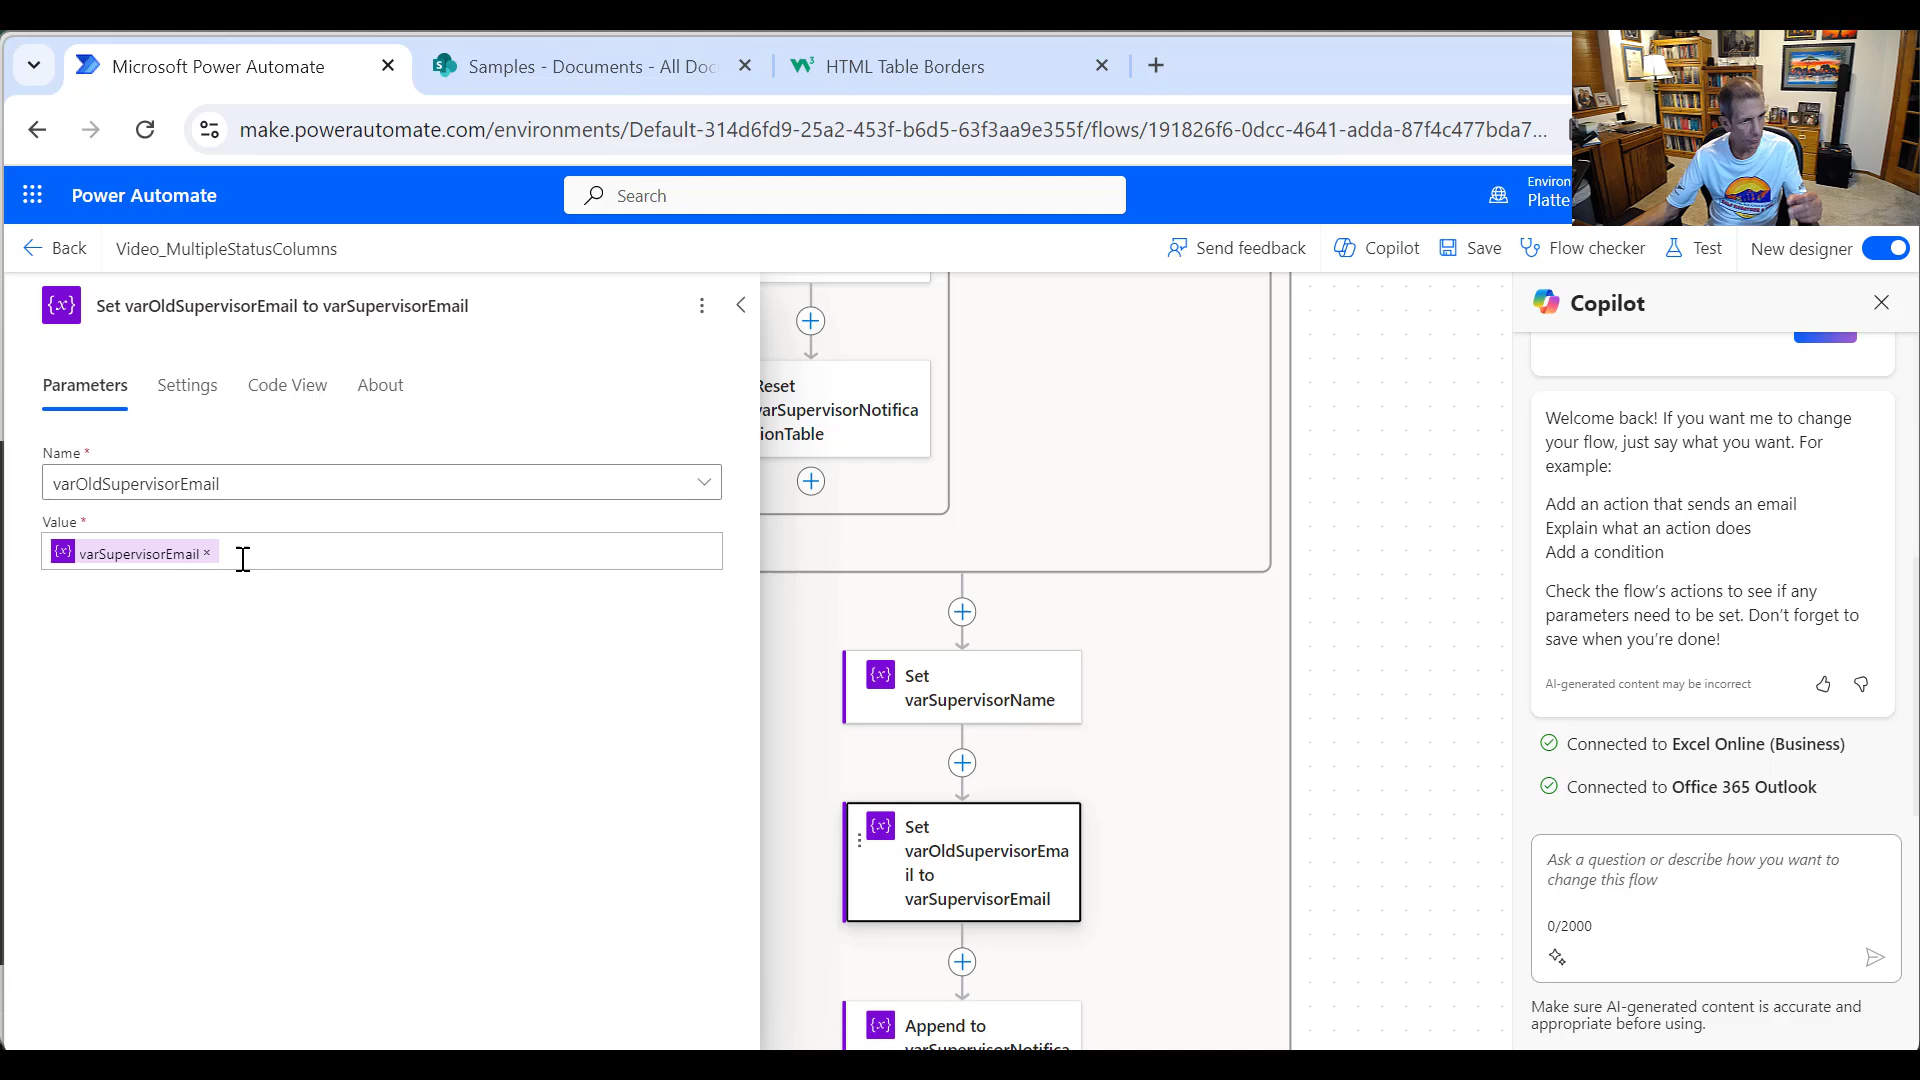 Microsoft Power Automate
Samples - Documents - All Doc
HTML Table Borders
make.powerautomate.com/environments/Default-314d6fd9-25a2-453f-b6d5-63f3aa9e355f/flows/191826f6-0dcc-4641-adda-87f4c477bda7...
Power Automate
Search
Environ
Platte
Back
Video_MultipleStatusColumns
Send feedback
Copilot
Save
Flow checker
Test
New designer
{x} Set varOldSupervisorEmail to varSupervisorEmail
Parameters
Settings
Code View
About
Name *
varOldSupervisorEmail
Value *
{x} varSupervisorEmail ×
Reset
varSupervisorNotifica
tionTable
{x} Set
varSupervisorName
{x} Set
varOldSupervisorEma
il to
varSupervisorEmail
{x} Append to
varSupervisorNotifica
Copilot
Welcome back! If you want me to change
your flow, just say what you want. For
example:
Add an action that sends an email
Explain what an action does
Add a condition
Check the flow's actions to see if any
parameters need to be set. Don't forget to
save when you're done!
AI-generated content may be incorrect
Connected to Excel Online (Business)
Connected to Office 365 Outlook
Ask a question or describe how you want to
change this flow
0/2000
Make sure AI-generated content is accurate and
appropriate before using.